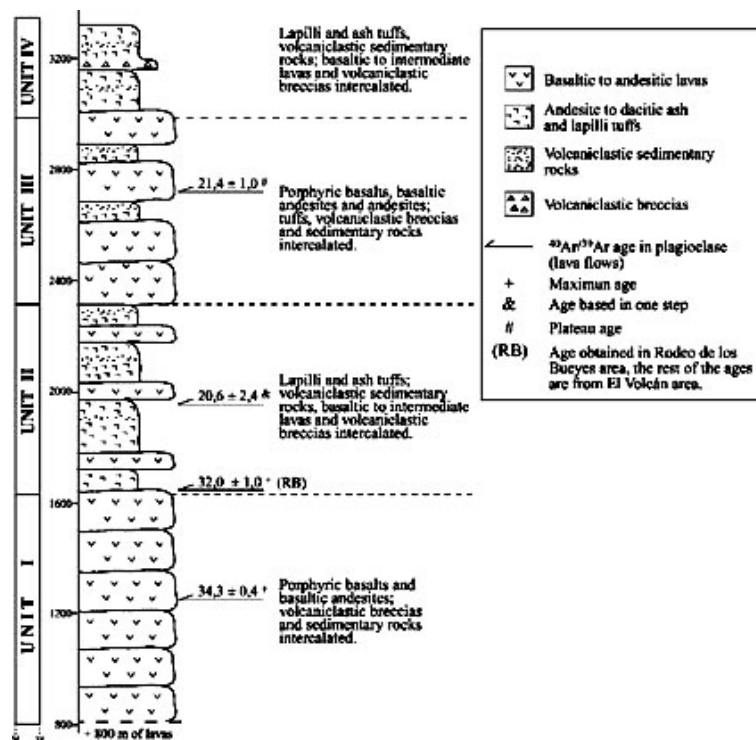 UNIT IV
UNIT III
UNIT II
UNIT I
3200
2800
2400
2000
1600
1200
800
+ 800 m of lavas
Lapilli and ash tuffs,
volcaniclastic sedimentary
rocks; basaltic to intermediate
lavas and volcaniclastic
breccias intercalated.
21,4 ± 1,0 #
Porphyric basalts, basaltic
andesites and andesites;
tuffs, volcaniclastic breccias
and sedimentary rocks
intercalated.
20,6 ± 2,4 &
Lapilli and ash tuffs;
volcaniclastic sedimentary
rocks, basaltic to intermediate
lavas and volcaniclastic
breccias intercalated.
32,0 ± 1,0 + (RB)
34,3 ± 0,4 +
Porphyric basalts and
basaltic andesites;
volcaniclastic breccias
and sedimentary rocks
intercalated.
Basaltic to andesitic lavas
Andesite to dacitic ash
and lapilli tuffs
Volcaniclastic sedimentary
rocks
Volcaniclastic breccias
⁴⁰Ar/³⁹Ar age in plagioclase
(lava flows)
+ Maximun age
& Age based in one step
# Plateau age
(RB) Age obtained in Rodeo de los
Bueyes area, the rest of the ages
are from El Volcán area.